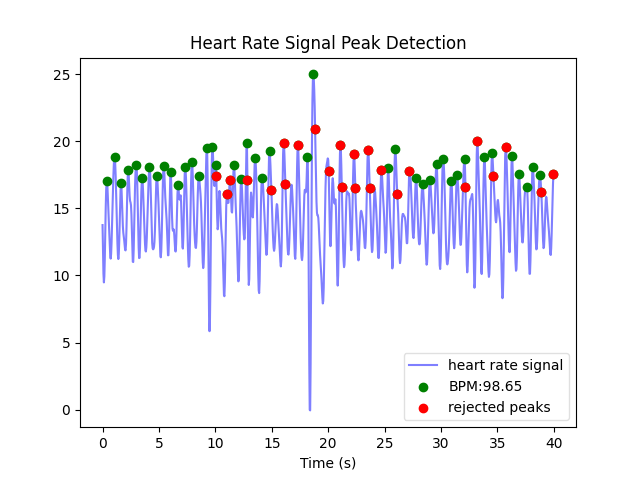 Heart Rate Signal Peak Detection
25
20
15
10
5
0
heart rate signal
BPM:98.65
rejected peaks
0 5 10 15 20 25 30 35 40
Time (s)